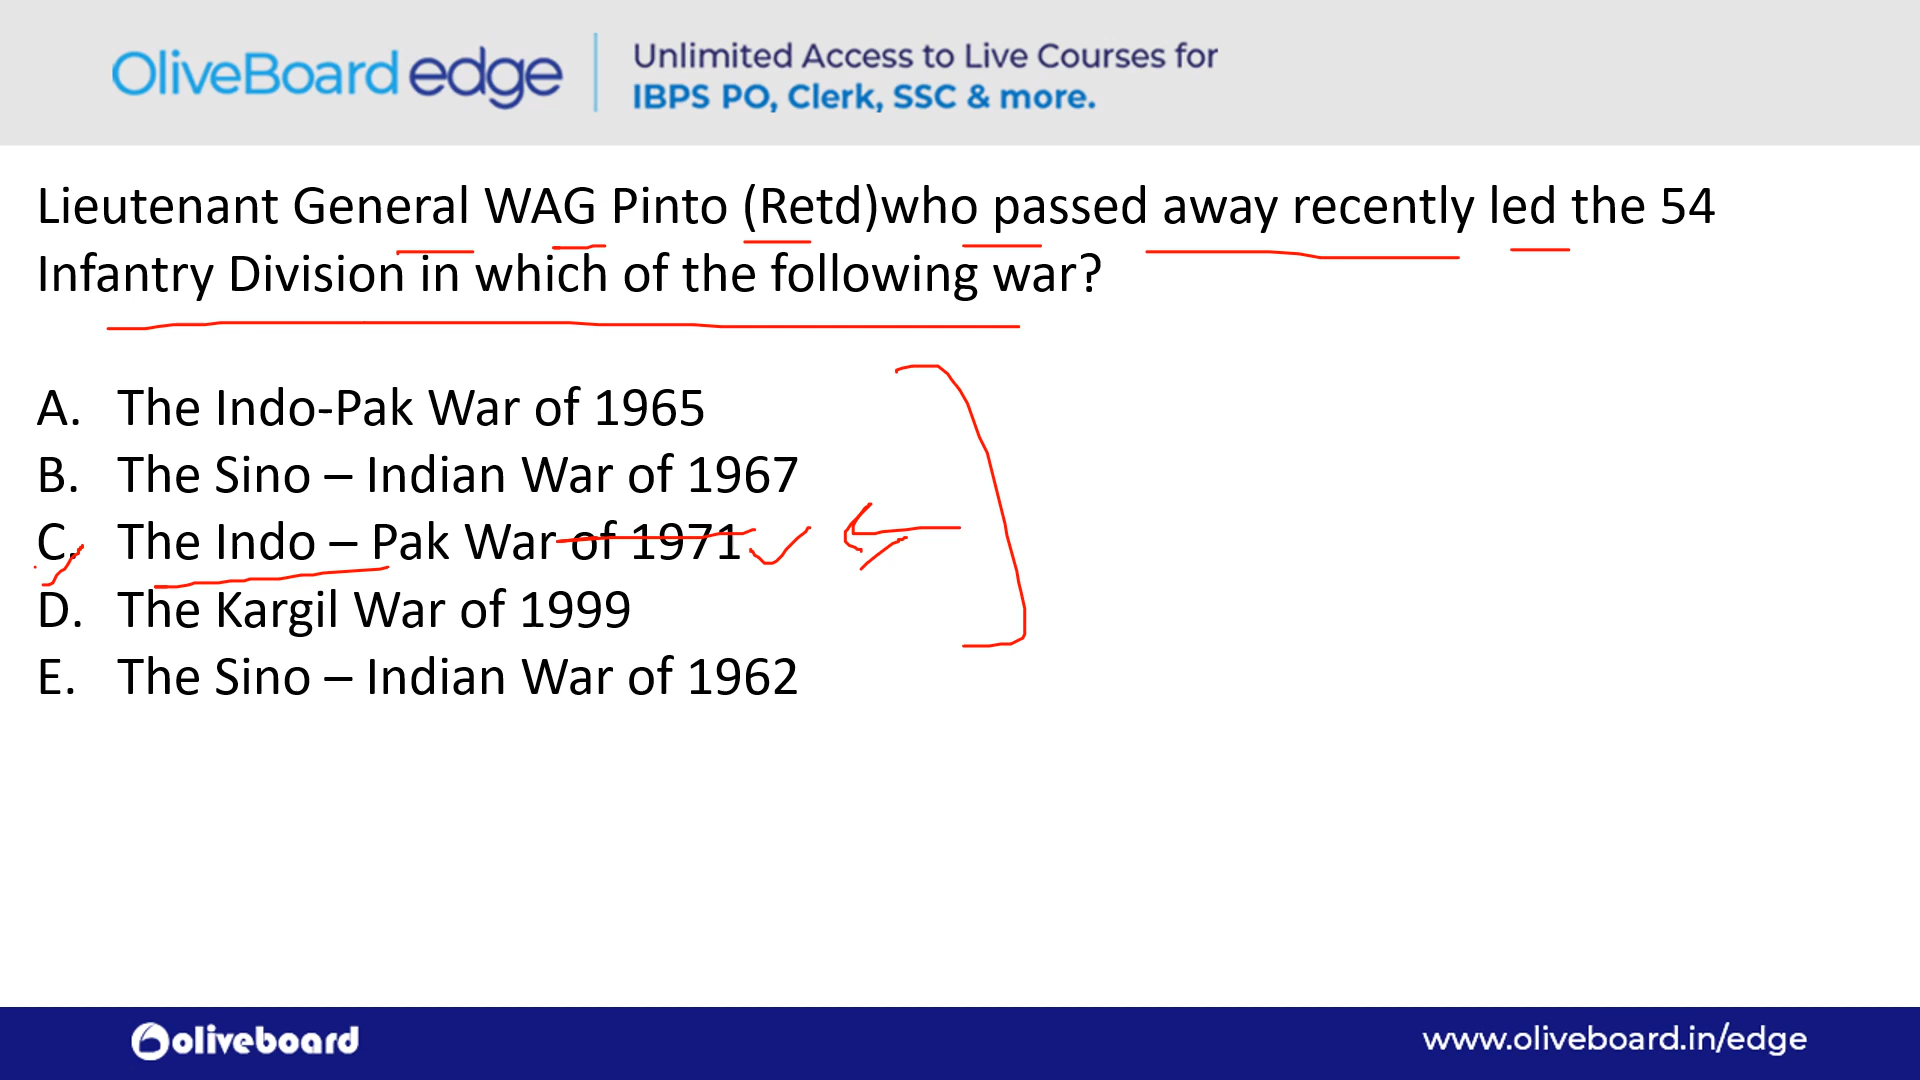 OliveBoard edge
Unlimited Access to Live Courses for
IBPS PO, Clerk, SSC & more.
Lieutenant General WAG Pinto (Retd)who passed away recently led the 54
Infantry Division in which of the following war?
A. The Indo-Pak War of 1965
B. The Sino – Indian War of 1967
C. The Indo – Pak War of 1971
D. The Kargil War of 1999
E. The Sino – Indian War of 1962
oliveboard
www.oliveboard.in/edge